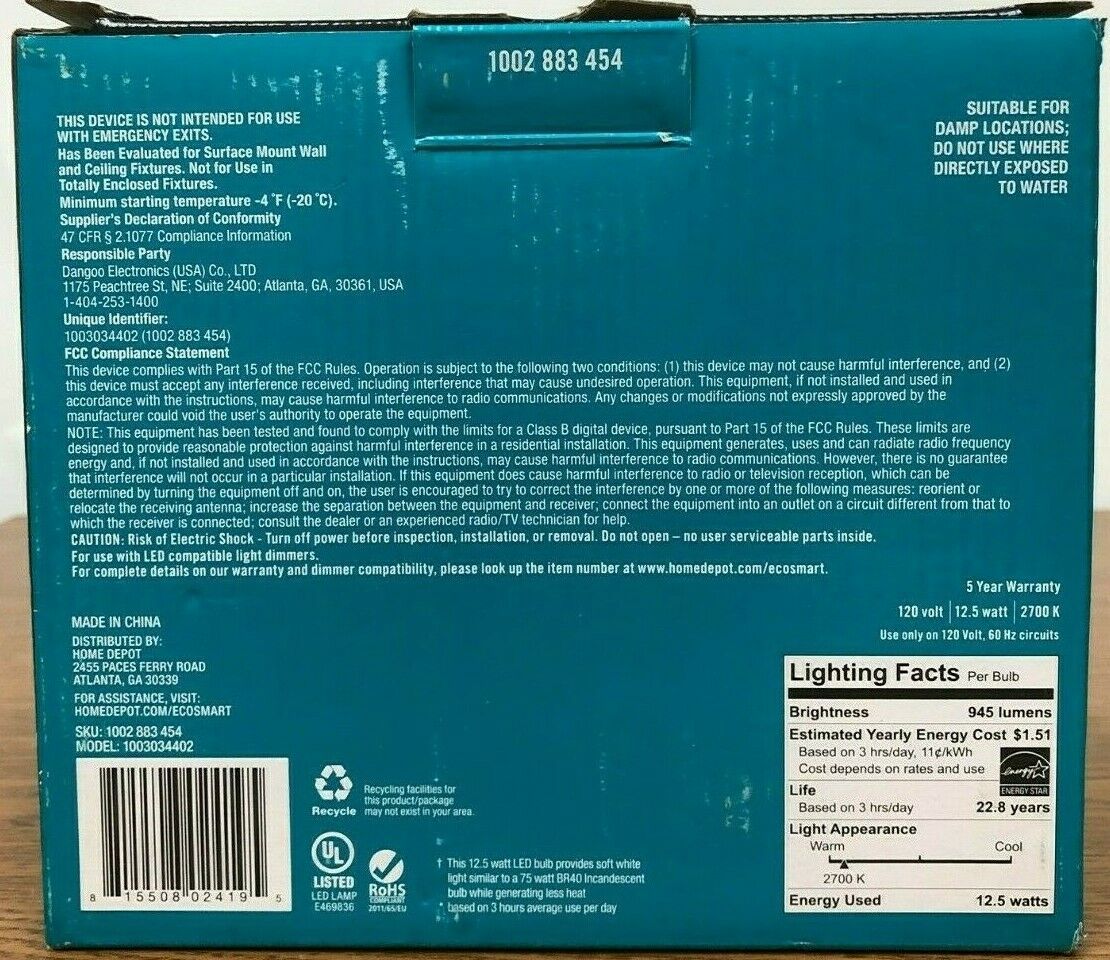 1002 883 454
THIS DEVICE IS NOT INTENDED FOR USE
WITH EMERGENCY EXITS.
Has Been Evaluated for Surface Mount Wall
and Ceiling Fixtures. Not for Use in
Totally Enclosed Fixtures.
Minimum starting temperature -4 ˚F (-20 ˚C).
Supplier's Declaration of Conformity
47 CFR § 2.1077 Compliance Information
Responsible Party
Dangoo Electronics (USA) Co., LTD
1175 Peachtree St, NE; Suite 2400; Atlanta, GA, 30361, USA
1-404-253-1400
Unique Identifier:
1003034402 (1002 883 454)
FCC Compliance Statement
This device complies with Part 15 of the FCC Rules. Operation is subject to the following two conditions: (1) this device may not cause harmful interference, and (2)
this device must accept any interference received, including interference that may cause undesired operation. This equipment, if not installed and used in
accordance with the instructions, may cause harmful interference to radio communications. Any changes or modifications not expressly approved by the
manufacturer could void the user's authority to operate the equipment.
NOTE: This equipment has been tested and found to comply with the limits for a Class B digital device, pursuant to Part 15 of the FCC Rules. These limits are
designed to provide reasonable protection against harmful interference in a residential installation. This equipment generates, uses and can radiate radio frequency
energy and, if not installed and used in accordance with the instructions, may cause harmful interference to radio communications. However, there is no guarantee
that interference will not occur in a particular installation. If this equipment does cause harmful interference to radio or television reception, which can be
determined by turning the equipment off and on, the user is encouraged to try to correct the interference by one or more of the following measures: reorient or
relocate the receiving antenna; increase the separation between the equipment and receiver; connect the equipment into an outlet on a circuit different from that to
which the receiver is connected; consult the dealer or an experienced radio/TV technician for help.
CAUTION: Risk of Electric Shock - Turn off power before inspection, installation, or removal. Do not open – no user serviceable parts inside.
For use with LED compatible light dimmers.
For complete details on our warranty and dimmer compatibility, please look up the item number at www.homedepot.com/ecosmart.
SUITABLE FOR
DAMP LOCATIONS;
DO NOT USE WHERE
DIRECTLY EXPOSED
TO WATER
MADE IN CHINA
DISTRIBUTED BY:
HOME DEPOT
2455 PACES FERRY ROAD
ATLANTA, GA 30339
FOR ASSISTANCE, VISIT:
HOMEDEPOT.COM/ECOSMART
SKU: 1002 883 454
MODEL: 1003034402
8 15508 02419 5
Recycle
Recycling facilities for
this product/package
may not exist in your area.
UL
LISTED
LED LAMP
E469836
RoHS
COMPLIANT
2011/65/EU
† This 12.5 watt LED bulb provides soft white
light similar to a 75 watt BR40 Incandescent
bulb while generating less heat
* based on 3 hours average use per day
5 Year Warranty
120 volt | 12.5 watt | 2700 K
Use only on 120 Volt, 60 Hz circuits
Lighting Facts Per Bulb
Brightness 945 lumens
Estimated Yearly Energy Cost $1.51
Based on 3 hrs/day, 11¢/kWh
Cost depends on rates and use
energy
ENERGY STAR
Life
Based on 3 hrs/day 22.8 years
Light Appearance
Warm Cool
2700 K
Energy Used 12.5 watts